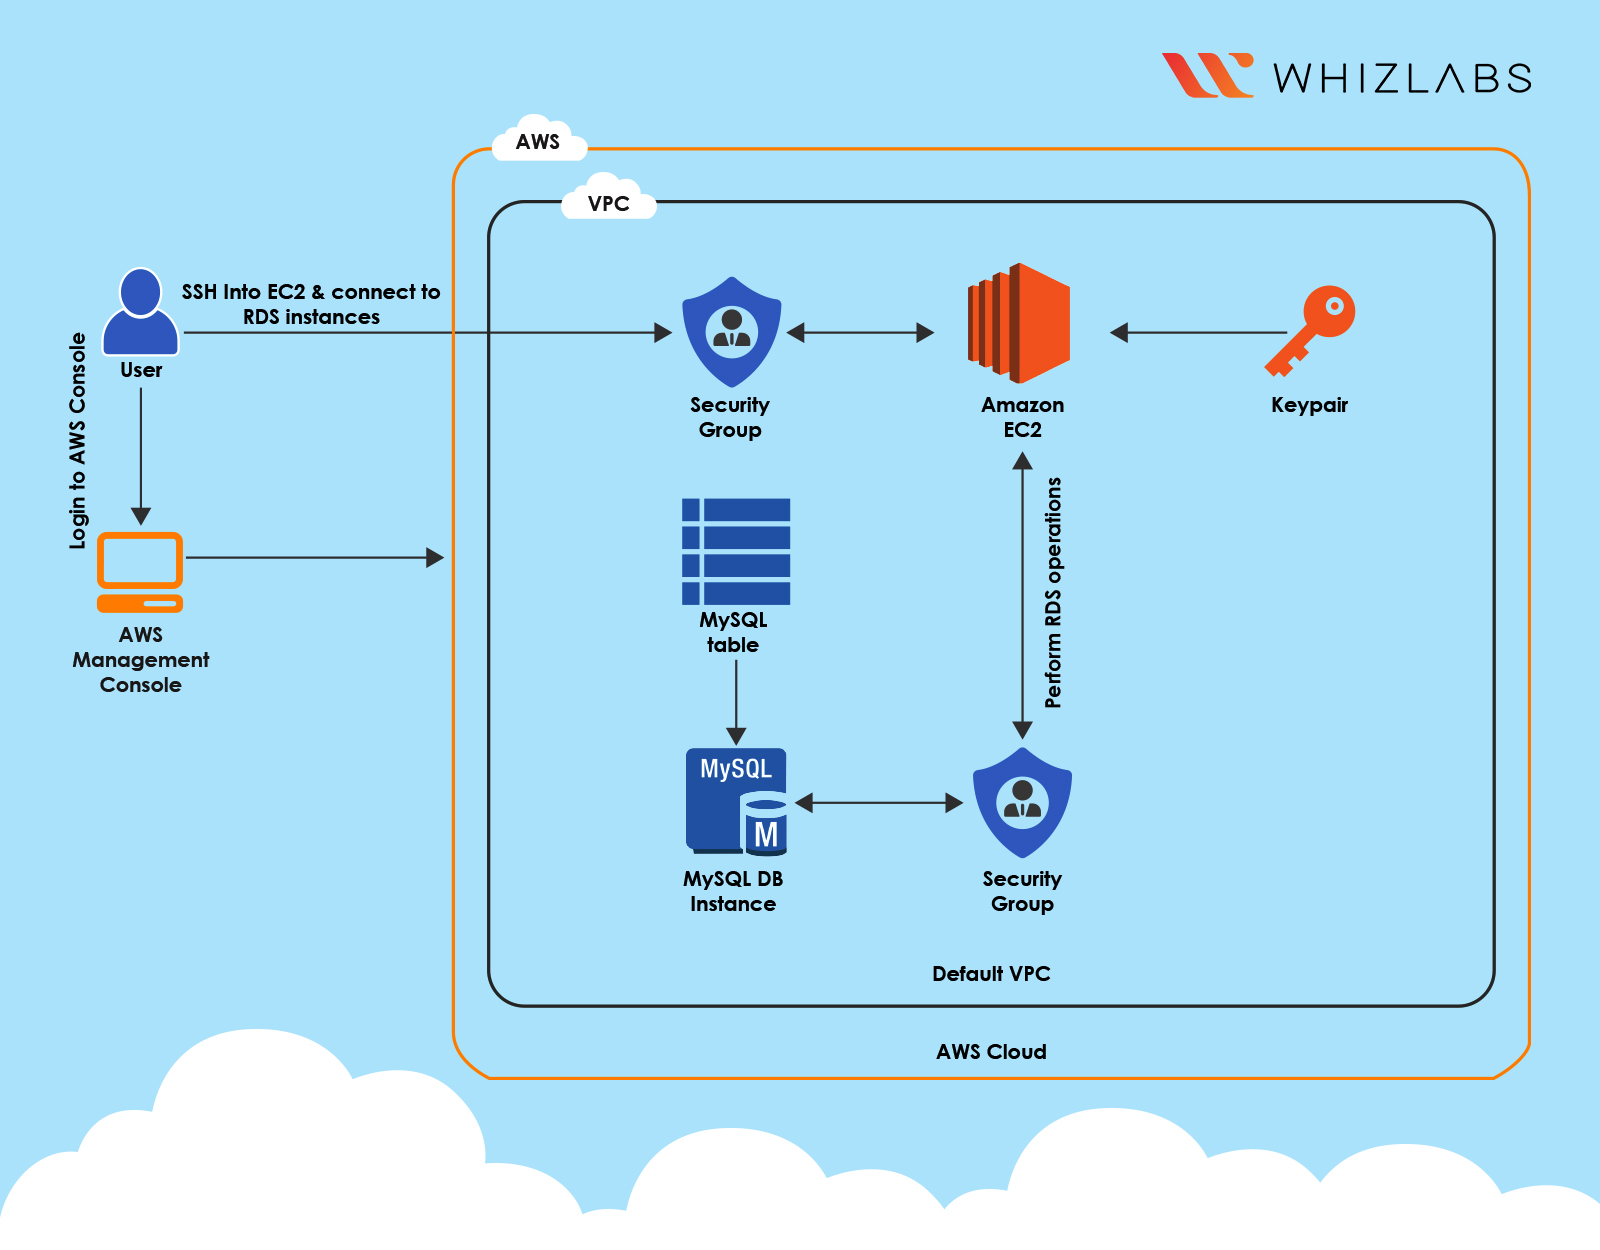 WHIZLABS
AWS
VPC
SSH Into EC2 & connect to
RDS instances
User
Login to AWS Console
Security
Group
Amazon
EC2
Keypair
MySQL
table
Perform RDS operations
AWS
Management
Console
MySQL
M
MySQL DB
Instance
Security
Group
Default VPC
AWS Cloud